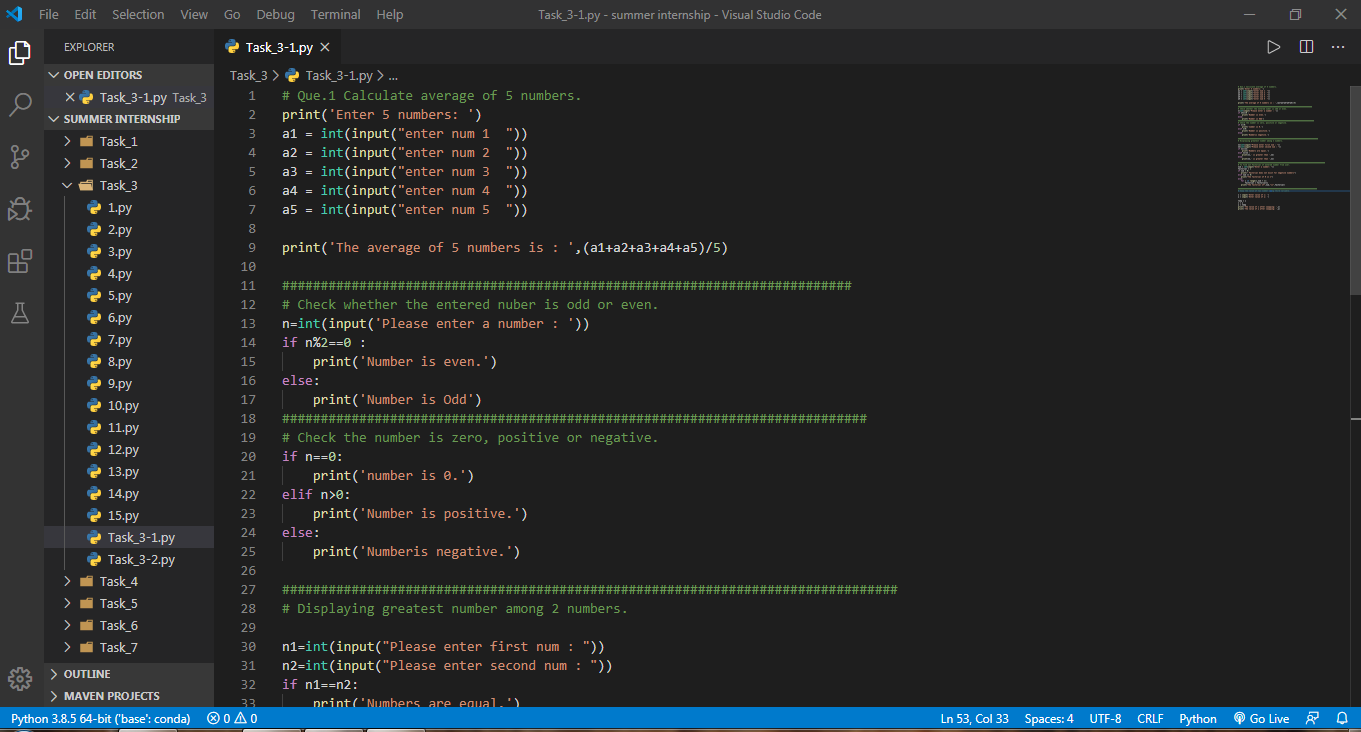 File Edit Selection View Go Debug Terminal Help Task_3-1.py - summer internship - Visual Studio Code
EXPLORER
OPEN EDITORS
Task_3-1.py Task_3
SUMMER INTERNSHIP
Task_1
Task_2
Task_3
1.py
2.py
3.py
4.py
5.py
6.py
7.py
8.py
9.py
10.py
11.py
12.py
13.py
14.py
15.py
Task_3-1.py
Task_3-2.py
Task_4
Task_5
Task_6
Task_7
OUTLINE
MAVEN PROJECTS
Task_3-1.py
Task_3 > Task_3-1.py > ...
1 # Que.1 Calculate average of 5 numbers.
2 print('Enter 5 numbers: ')
3 a1 = int(input("enter num 1  "))
4 a2 = int(input("enter num 2  "))
5 a3 = int(input("enter num 3  "))
6 a4 = int(input("enter num 4  "))
7 a5 = int(input("enter num 5  "))
8
9 print('The average of 5 numbers is : ',(a1+a2+a3+a4+a5)/5)
10
11 ##########################################################################
12 # Check whether the entered nuber is odd or even.
13 n=int(input('Please enter a number : '))
14 if n%2==0 :
15     print('Number is even.')
16 else:
17     print('Number is Odd')
18 ############################################################################
19 # Check the number is zero, positive or negative.
20 if n==0:
21     print('number is 0.')
22 elif n>0:
23     print('Number is positive.')
24 else:
25     print('Numberis negative.')
26
27 ################################################################################
28 # Displaying greatest number among 2 numbers.
29
30 n1=int(input("Please enter first num : "))
31 n2=int(input("Please enter second num : "))
32 if n1==n2:
33     print('Numbers are equal.')
Python 3.8.5 64-bit ('base': conda) 0 0 Ln 53, Col 33 Spaces: 4 UTF-8 CRLF Python Go Live